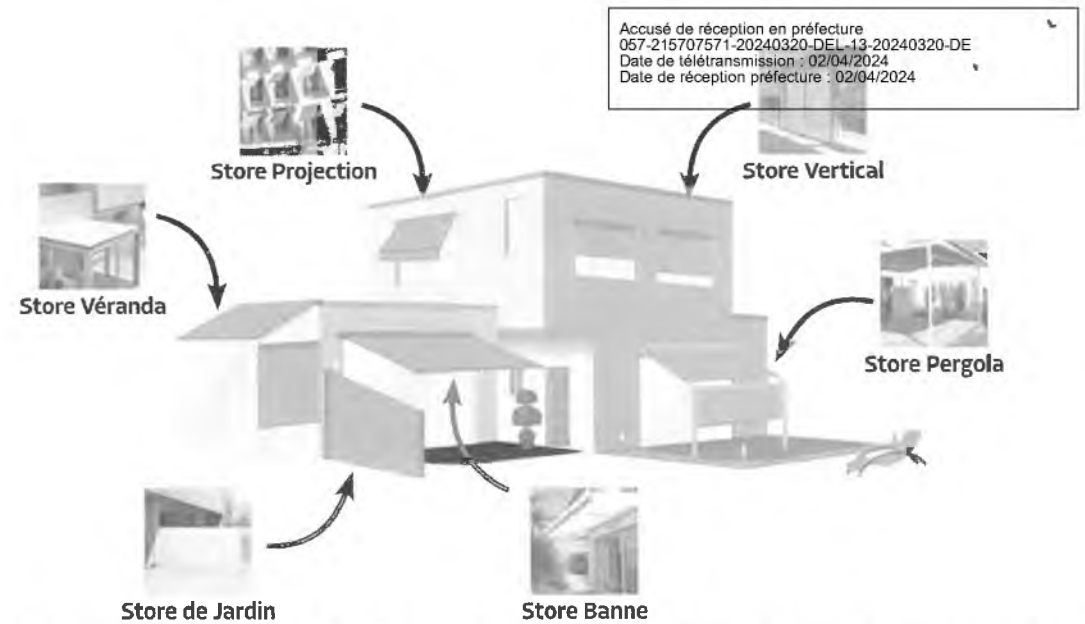 Accusé de réception en préfecture
057-215707571-20240320-DEL-13-20240320-DE
Date de télétransmission : 02/04/2024
Date de réception préfecture : 02/04/2024
Store Projection
Store Vertical
Store Véranda
Store Pergola
Store de Jardin
Store Banne